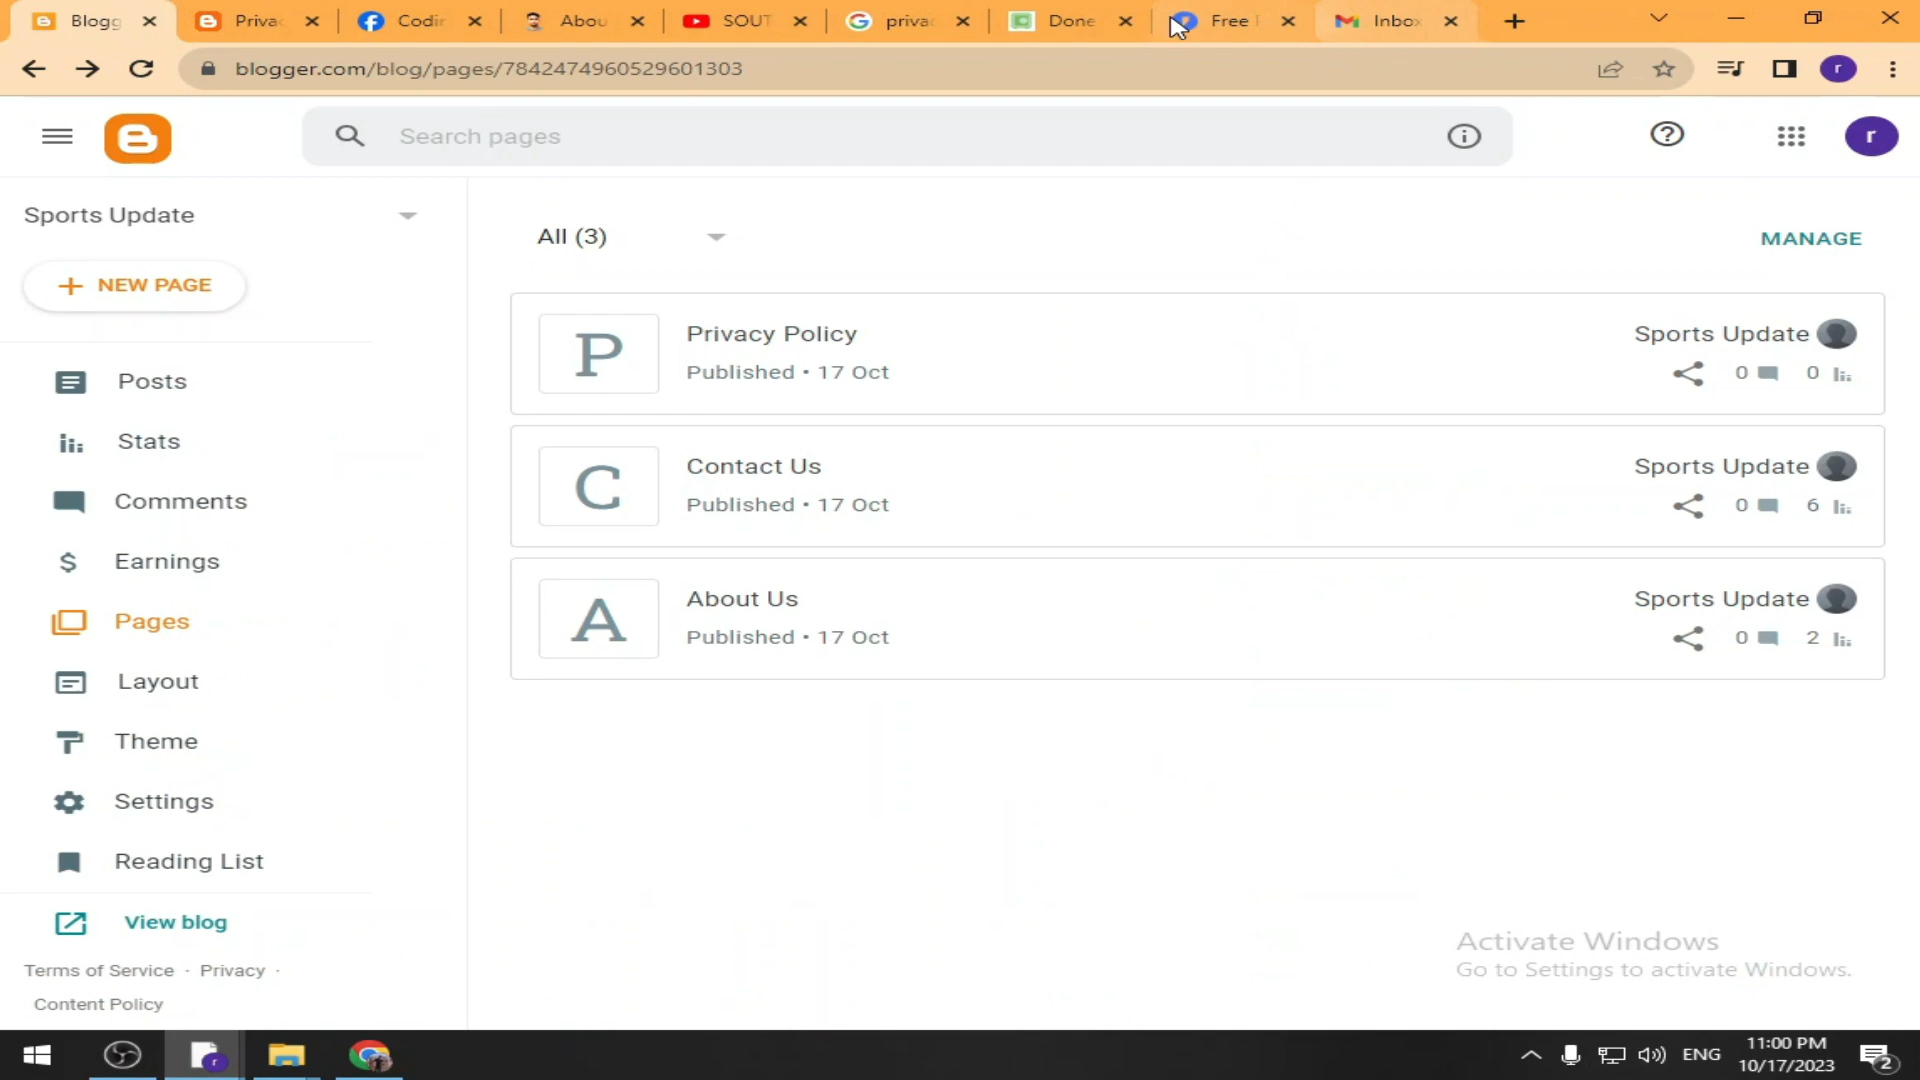 Blogg
Priva
Codir
Abou
SOUT
priva
Done
Free
Inbo
blogger.com/blog/pages/7842474960529601303
r
Search pages
r
Sports Update
All (3)
MANAGE
NEW PAGE
Posts
Stats
Comments
Earnings
Pages
Layout
Theme
Settings
Reading List
View blog
Terms of Service · Privacy ·
Content Policy
P
Privacy Policy
Published • 17 Oct
Sports Update
0 0
C
Contact Us
Published • 17 Oct
Sports Update
0 6
A
About Us
Published • 17 Oct
Sports Update
0 2
Activate Windows
Go to Settings to activate Windows.
r
ENG
11:00 PM
10/17/2023
2